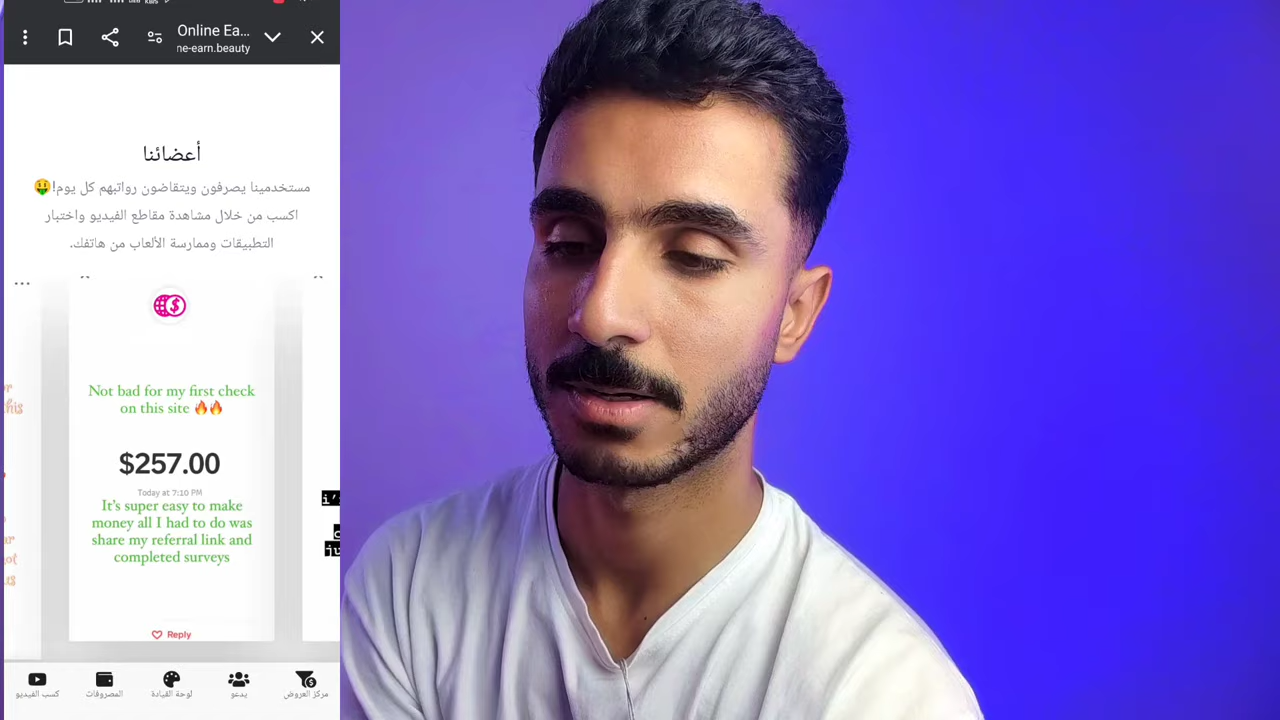 Online Ea...
ne-earn.beauty
أعضائنا
مستخدمينا يصرفون ويتقاضون رواتبهم كل يوم!🤑
اكسب من خلال مشاهدة مقاطع الفيديو واختبار
التطبيقات وممارسة الألعاب من هاتفك.
Not bad for my first check
on this site 🔥🔥
$257.00
Today at 7:10 PM
It's super easy to make
money all I had to do was
share my referral link and
completed surveys
Reply
كسب الفيديو
المصروفات
لوحة القيادة
يدعو
مركز العروض